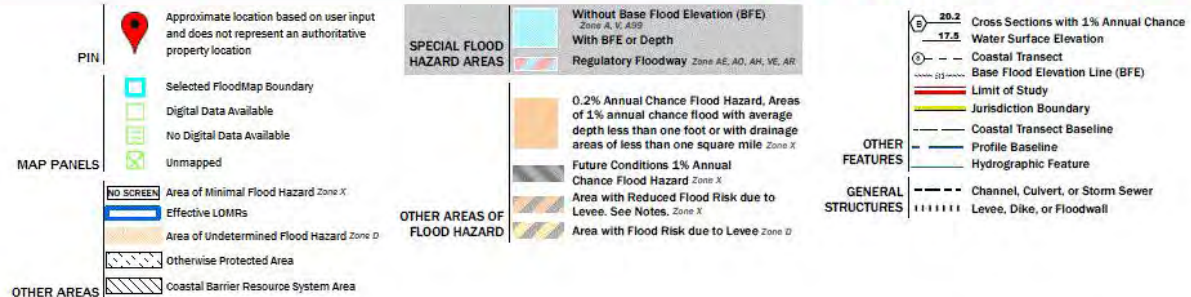 Approximate location based on user input
and does not represent an authoritative
property location
PIN
Selected FloodMap Boundary
Digital Data Available
No Digital Data Available
Unmapped
MAP PANELS
NO SCREEN Area of Minimal Flood Hazard Zone X
Effective LOMRs
Area of Undetermined Flood Hazard Zone D
Otherwise Protected Area
Coastal Barrier Resource System Area
OTHER AREAS
Without Base Flood Elevation (BFE)
Zone A, V, A99
With BFE or Depth
Regulatory Floodway Zone AE, AO, AH, VE, AR
SPECIAL FLOOD
HAZARD AREAS
0.2% Annual Chance Flood Hazard, Areas
of 1% annual chance flood with average
depth less than one foot or with drainage
areas of less than one square mile Zone X
Future Conditions 1% Annual
Chance Flood Hazard Zone X
Area with Reduced Flood Risk due to
Levee. See Notes. Zone X
Area with Flood Risk due to Levee Zone D
OTHER AREAS OF
FLOOD HAZARD
B 20.2 Cross Sections with 1% Annual Chance
17.5 Water Surface Elevation
Coastal Transect
Base Flood Elevation Line (BFE)
Limit of Study
Jurisdiction Boundary
Coastal Transect Baseline
Profile Baseline
Hydrographic Feature
OTHER
FEATURES
Channel, Culvert, or Storm Sewer
Levee, Dike, or Floodwall
GENERAL
STRUCTURES